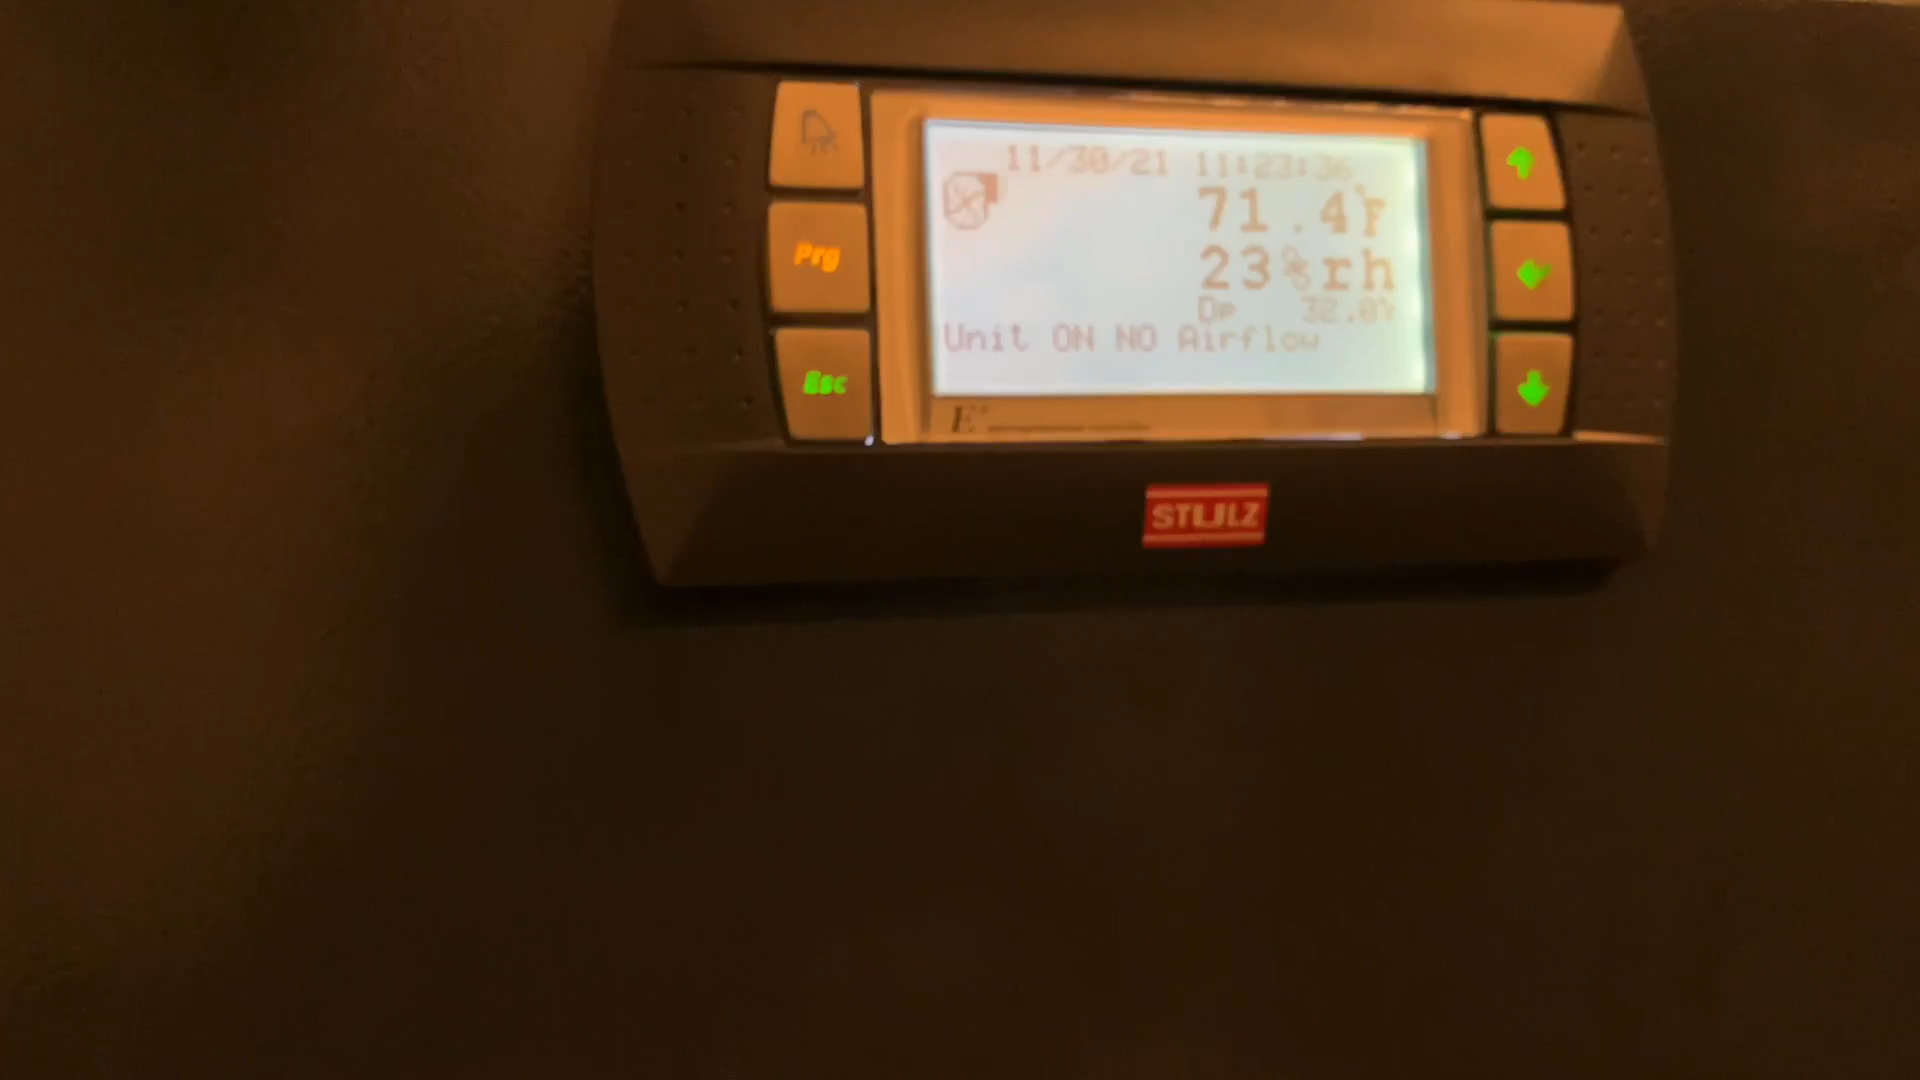 11/30/21 11:23:36
71.4°F
23%rh
Dp 32.0°F
Unit ON NO Airflow
Prg
Esc
E²
STULZ